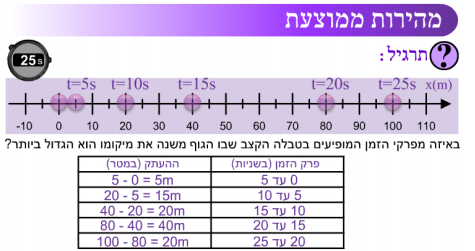 מהירות ממוצעת
תרגיל:
?
25s
t=5s t=10s t=15s t=20s t=25s x(m)
-10 0 10 20 30 40 50 60 70 80 90 100 110
באיזה מפרקי הזמן המופיעים בטבלה הקצב שבו הגוף משנה את מיקומו הוא הגדול ביותר?
פרק הזמן (בשניות) ההעתק (במטר)
0 עד 5 5 - 0 = 5m
5 עד 10 20 - 5 = 15m
10 עד 15 40 - 20 = 20m
15 עד 20 80 - 40 = 40m
20 עד 25 100 - 80 = 20m